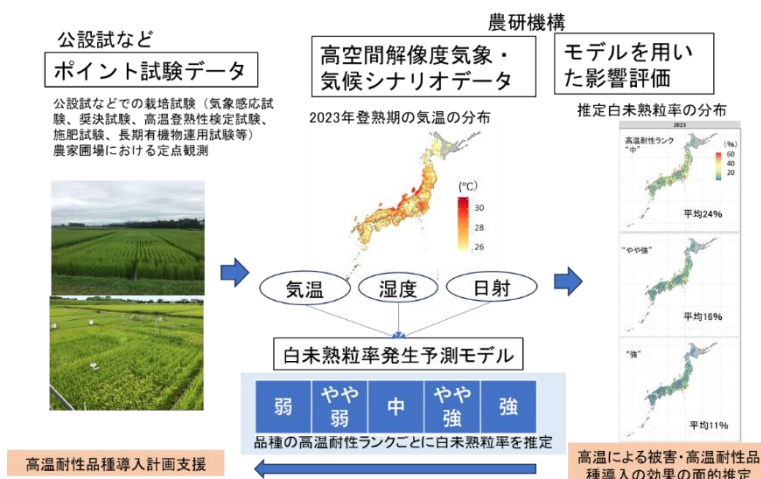 農研機構
公設試など
ポイント試験データ
公設試などでの栽培試験（気象感応試
験、奨決試験、高温登熟性検定試験、
施肥試験、長期有機物運用試験等）
農家圃場における定点観測
高空間解像度気象・
気候シナリオデータ
2023年登熟期の気温の分布
(℃)
30
28
26
気温
湿度
日射
白未熟粒率発生予測モデル
弱
やや
弱
中
やや
強
強
品種の高温耐性ランクごとに白未熟粒率を推定
モデルを用い
た影響評価
推定白未熟粒率の分布
2023
高温耐性ランク
“中”
(%)
60
40
20
平均24%
“やや強”
平均16%
“強”
平均11%
高温耐性品種導入計画支援
高温による被害・高温耐性品
種導入の効果の面的推定